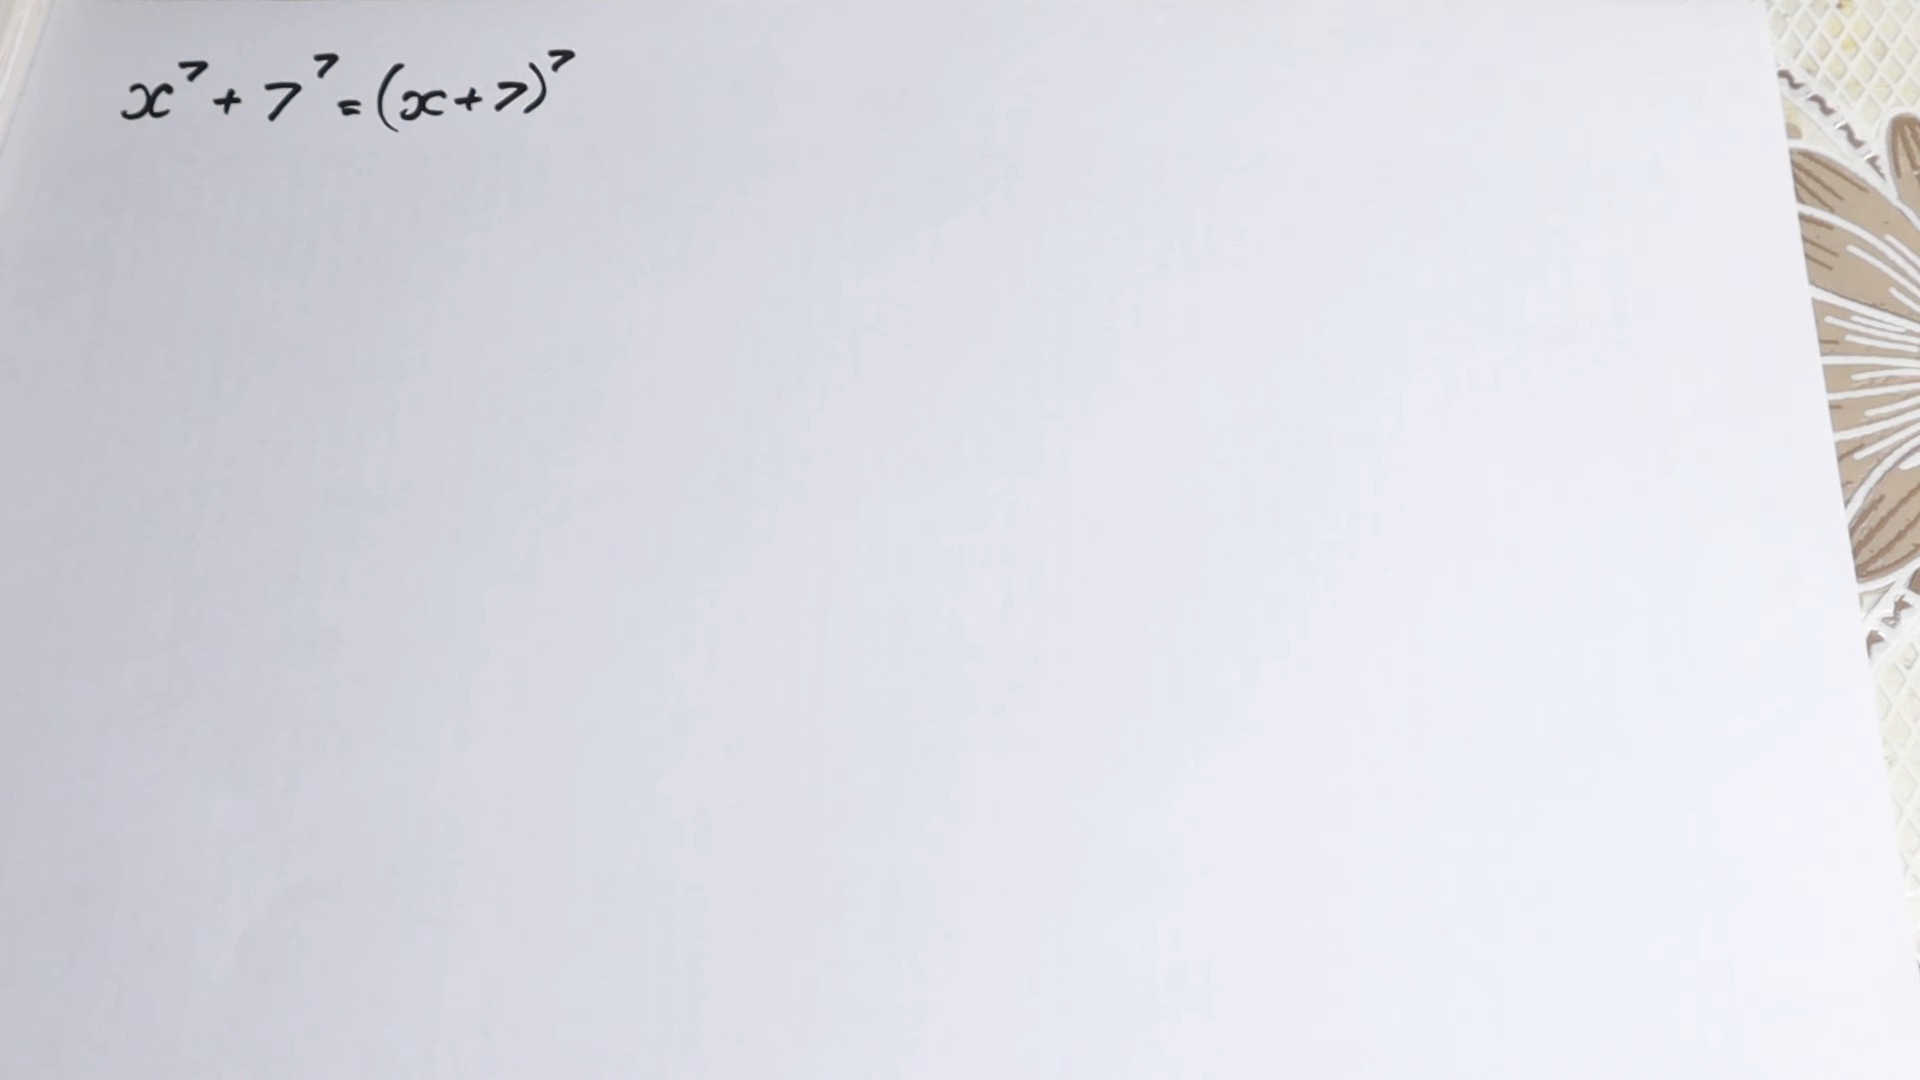 x⁷ + 7⁷ = (x + 7)⁷